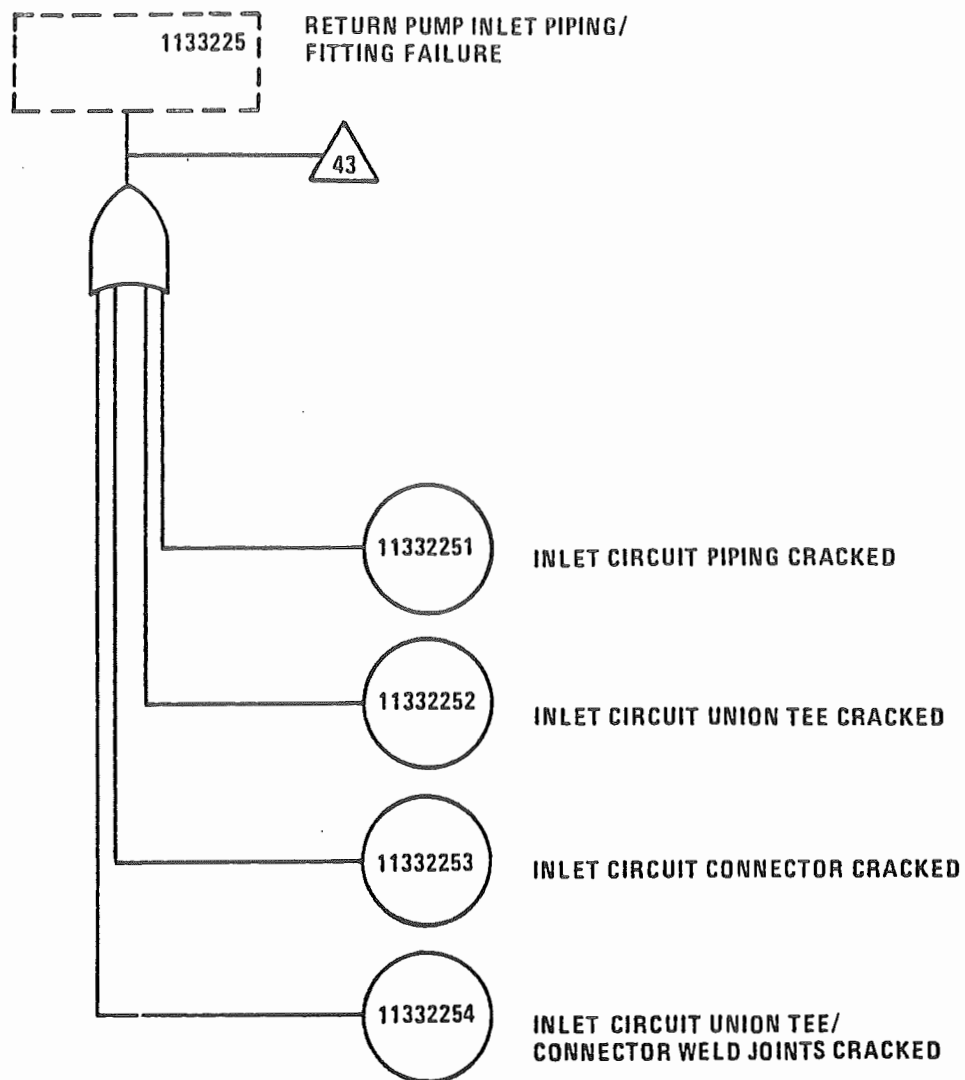 1133225
RETURN PUMP INLET PIPING/
FITTING FAILURE
43
11332251
INLET CIRCUIT PIPING CRACKED
11332252
INLET CIRCUIT UNION TEE CRACKED
11332253
INLET CIRCUIT CONNECTOR CRACKED
11332254
INLET CIRCUIT UNION TEE/
CONNECTOR WELD JOINTS CRACKED